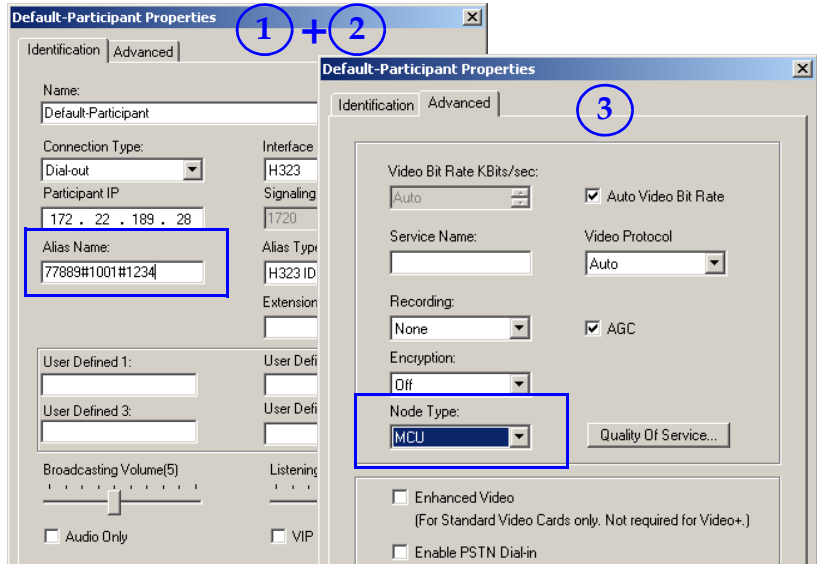 Default-Participant Properties
1 + 2
Identification Advanced
Name:
Default-Participant
Connection Type: Interface
Dial-out H323
Participant IP Signaling
172 . 22 . 189 . 28 1720
Alias Name: Alias Type
77889#1001#1234 H323 ID
Extension
User Defined 1: User Defi
User Defined 3: User Defi
Broadcasting Volume(5) Listening
Audio Only VIP
Default-Participant Properties
Identification Advanced
3
Video Bit Rate KBits/sec:
Auto Auto Video Bit Rate
Service Name: Video Protocol
Auto
Recording:
None AGC
Encryption:
Off
Node Type:
MCU Quality Of Service...
Enhanced Video
(For Standard Video Cards only. Not required for Video+.)
Enable PSTN Dial-in